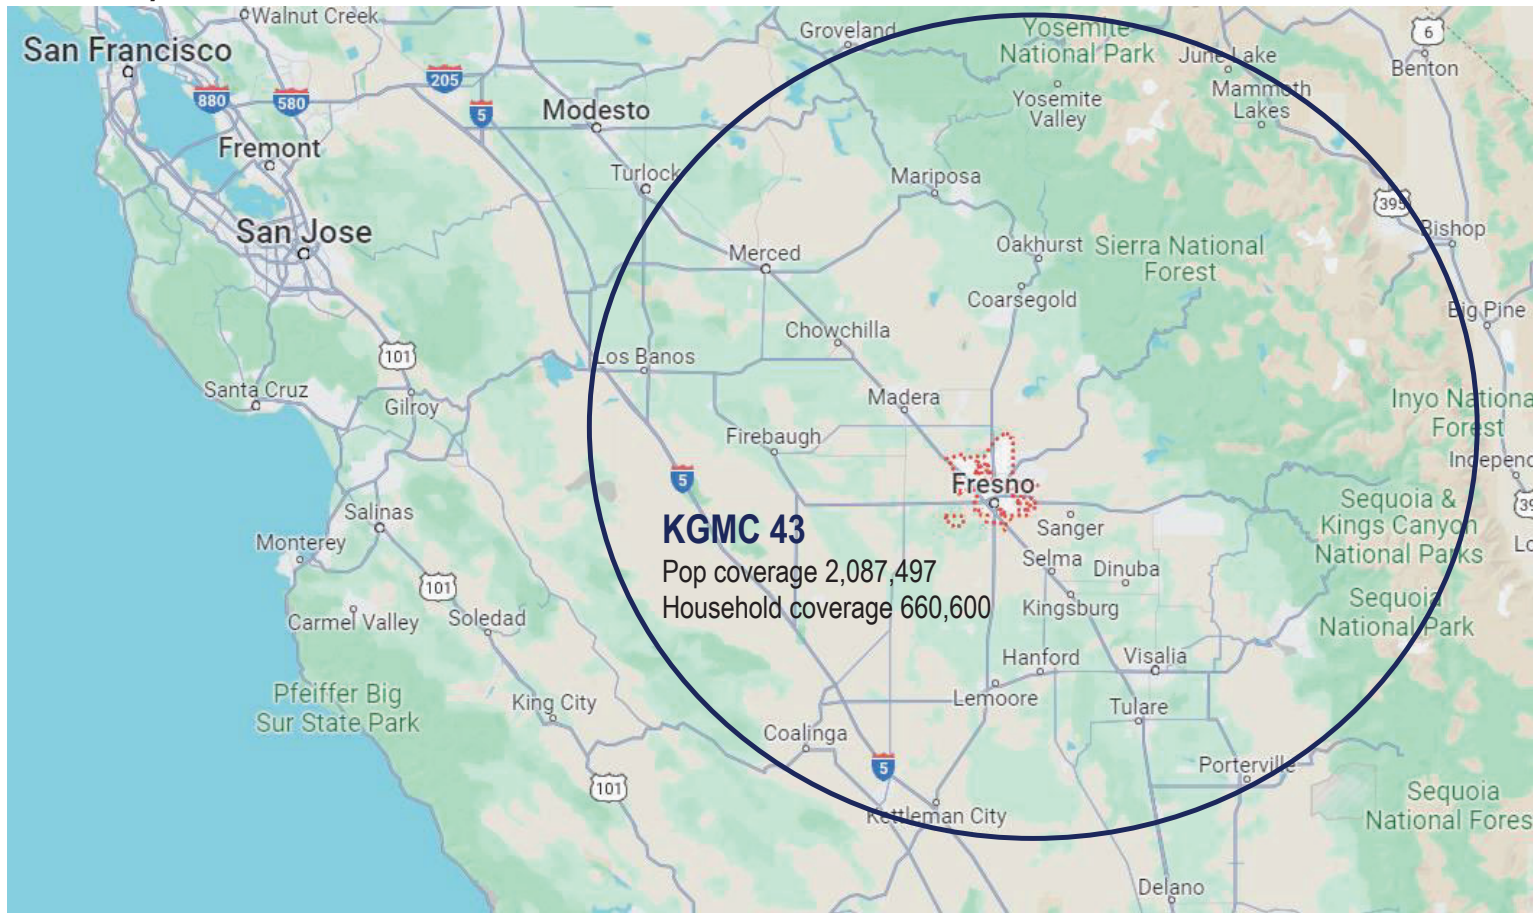 Walnut Creek
San Francisco
Groveland
Yosemite
National Park
June Lake
6
Benton
205
880
580
5
Modesto
Mammoth
Lakes
Yosemite
Valley
Fremont
Turlock
Mariposa
395
San Jose
Merced
Oakhurst
Sierra National
Forest
Bishop
Coarsegold
Big Pine
Chowchilla
101
Los Banos
Santa Cruz
Gilroy
Madera
Inyo Nationa
Forest
Firebaugh
Independ
5
Fresno
Sequoia &
Kings Canyon
National Parks
39
Lo
Salinas
Monterey
KGMC 43
Pop coverage 2,087,497
Household coverage 660,600
Sanger
Selma
Dinuba
Kingsburg
101
Carmel Valley
Soledad
Sequoia
National Park
Hanford
Visalia
Pfeiffer Big
Sur State Park
King City
Lemoore
Tulare
Coalinga
5
Porterville
101
Kettleman City
Sequoia
National Fores
Delano